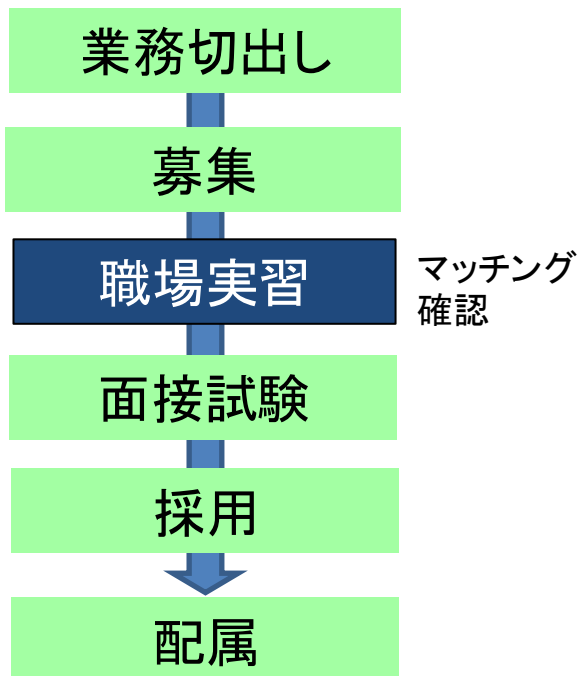 業務切出し
募集
職場実習
マッチング
確認
面接試験
採用
配属